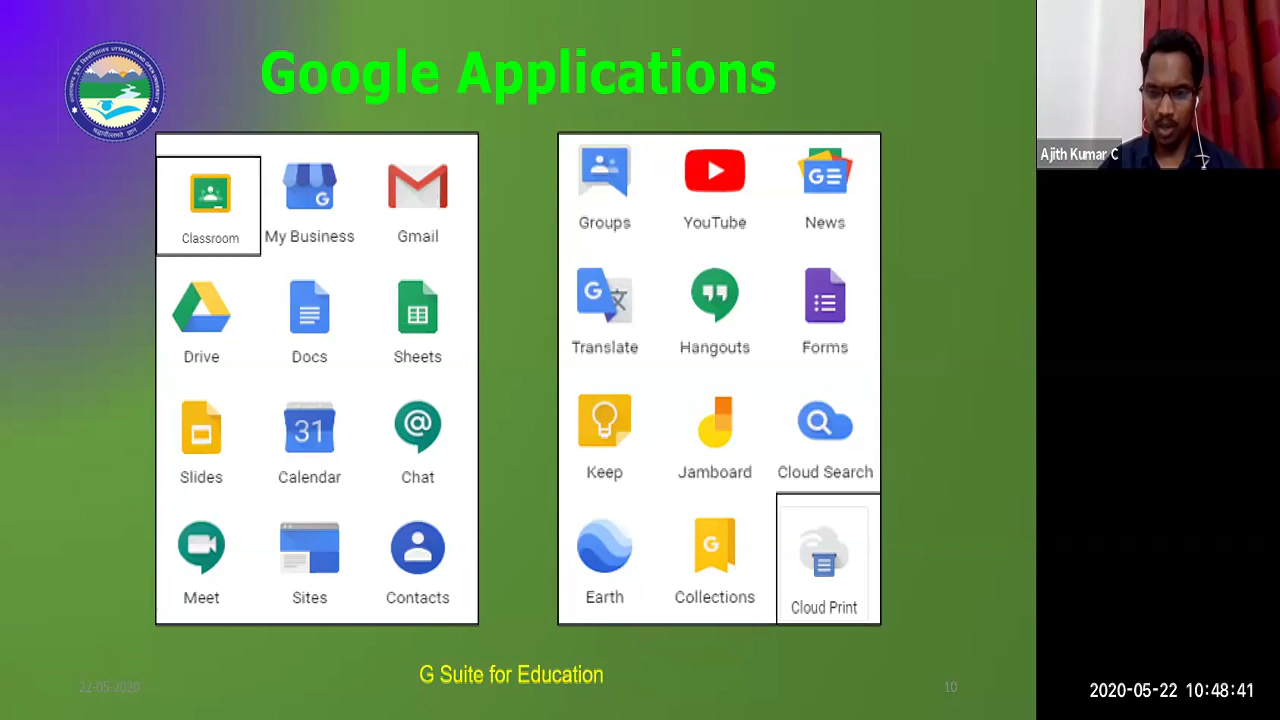 Google Applications
Classroom
My Business
Gmail
Drive
Docs
Sheets
Slides
31
Calendar
Chat
Meet
Sites
Contacts
Groups
YouTube
News
Translate
Hangouts
Forms
Keep
Jamboard
Cloud Search
Earth
Collections
Cloud Print
G Suite for Education
22-05-2020
10
Ajith Kumar C
2020-05-22 10:48:41